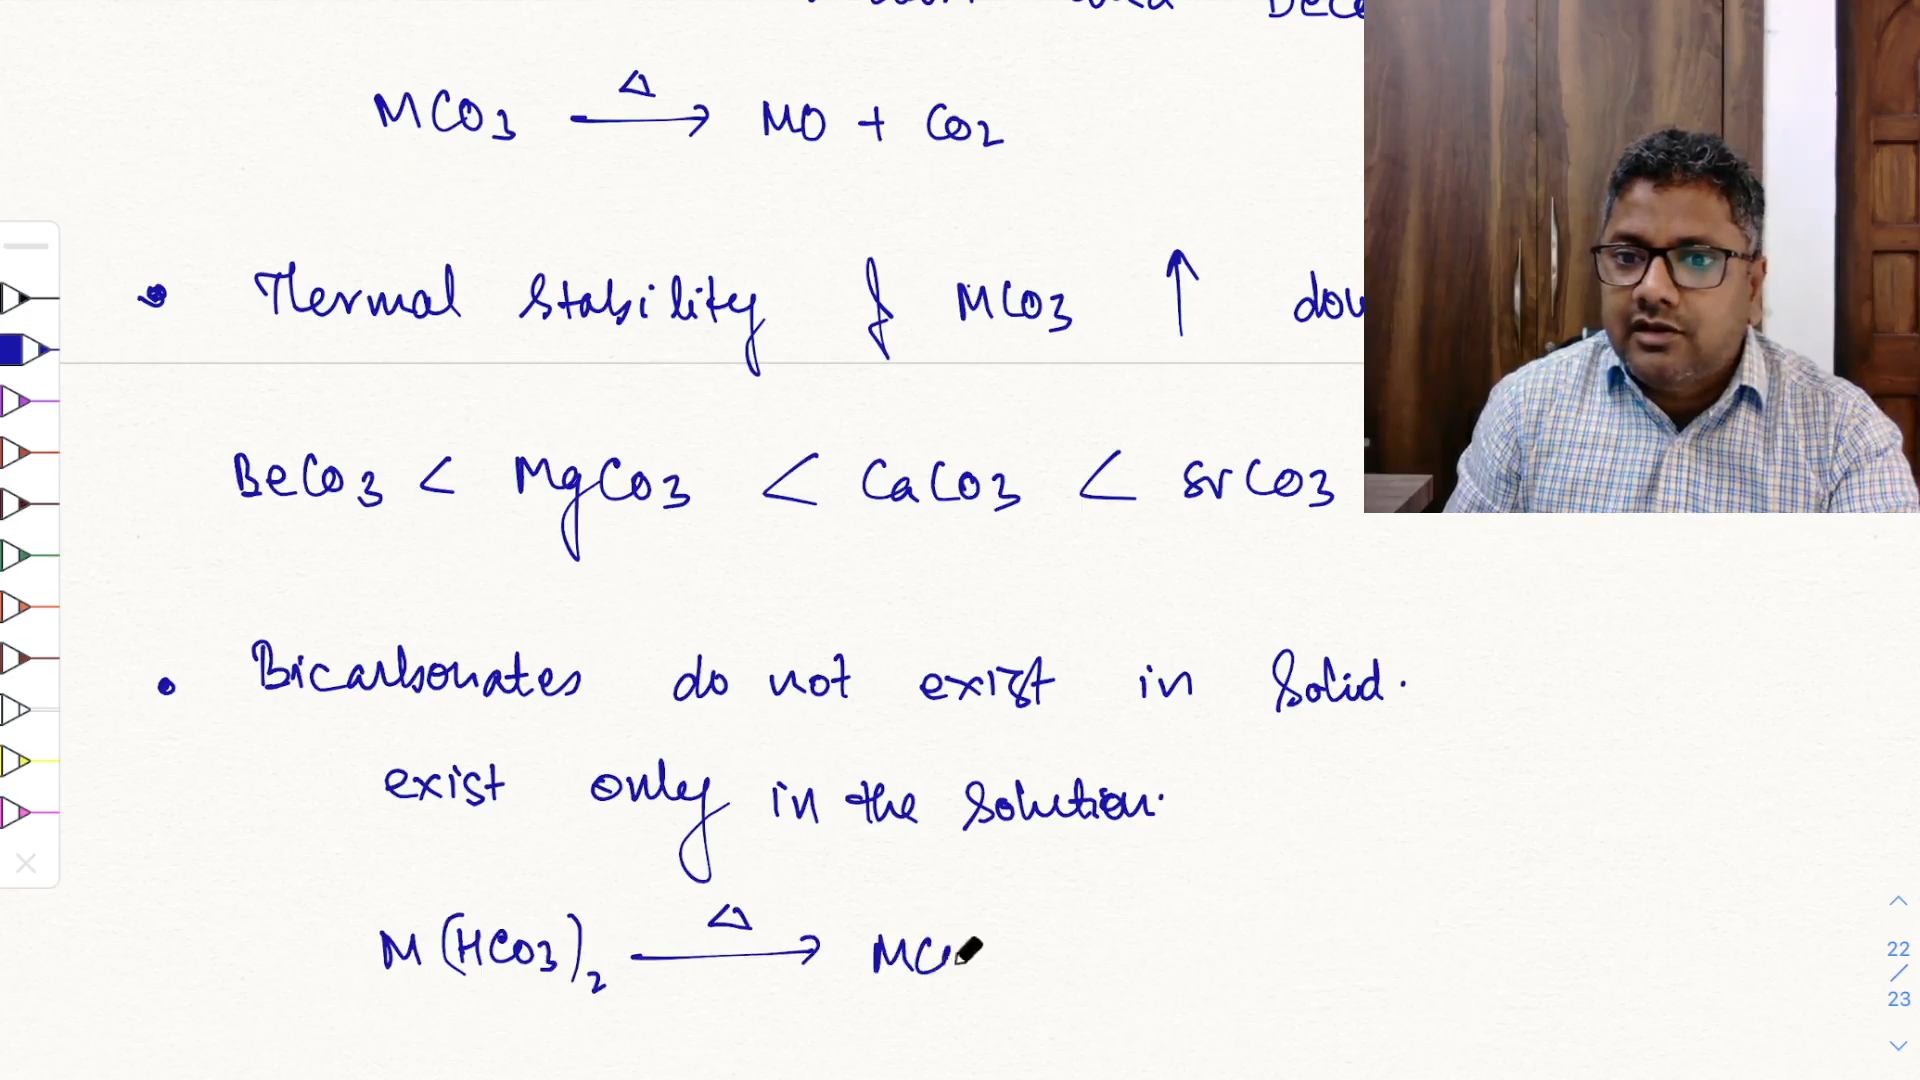 MCO3 Δ→ MO + CO2
• Thermal stability of MCO3 ↑
BeCO3 < MgCO3 < CaCO3 < SrCO3
• Bicarbonates do not exist in solid.
exist only in the solution.
M(HCO3)2 Δ→ MC
22
/
23